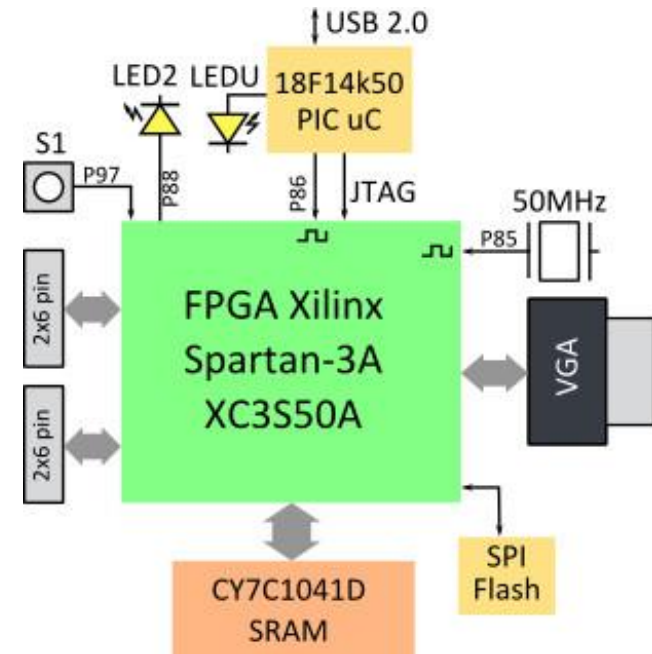 USB 2.0
LED2
LEDU
18F14k50
PIC uC
S1
P97
P88
P86
JTAG
50MHz
P85
2x6 pin
FPGA Xilinx
Spartan-3A
XC3S50A
VGA
2x6 pin
SPI
Flash
CY7C1041D
SRAM